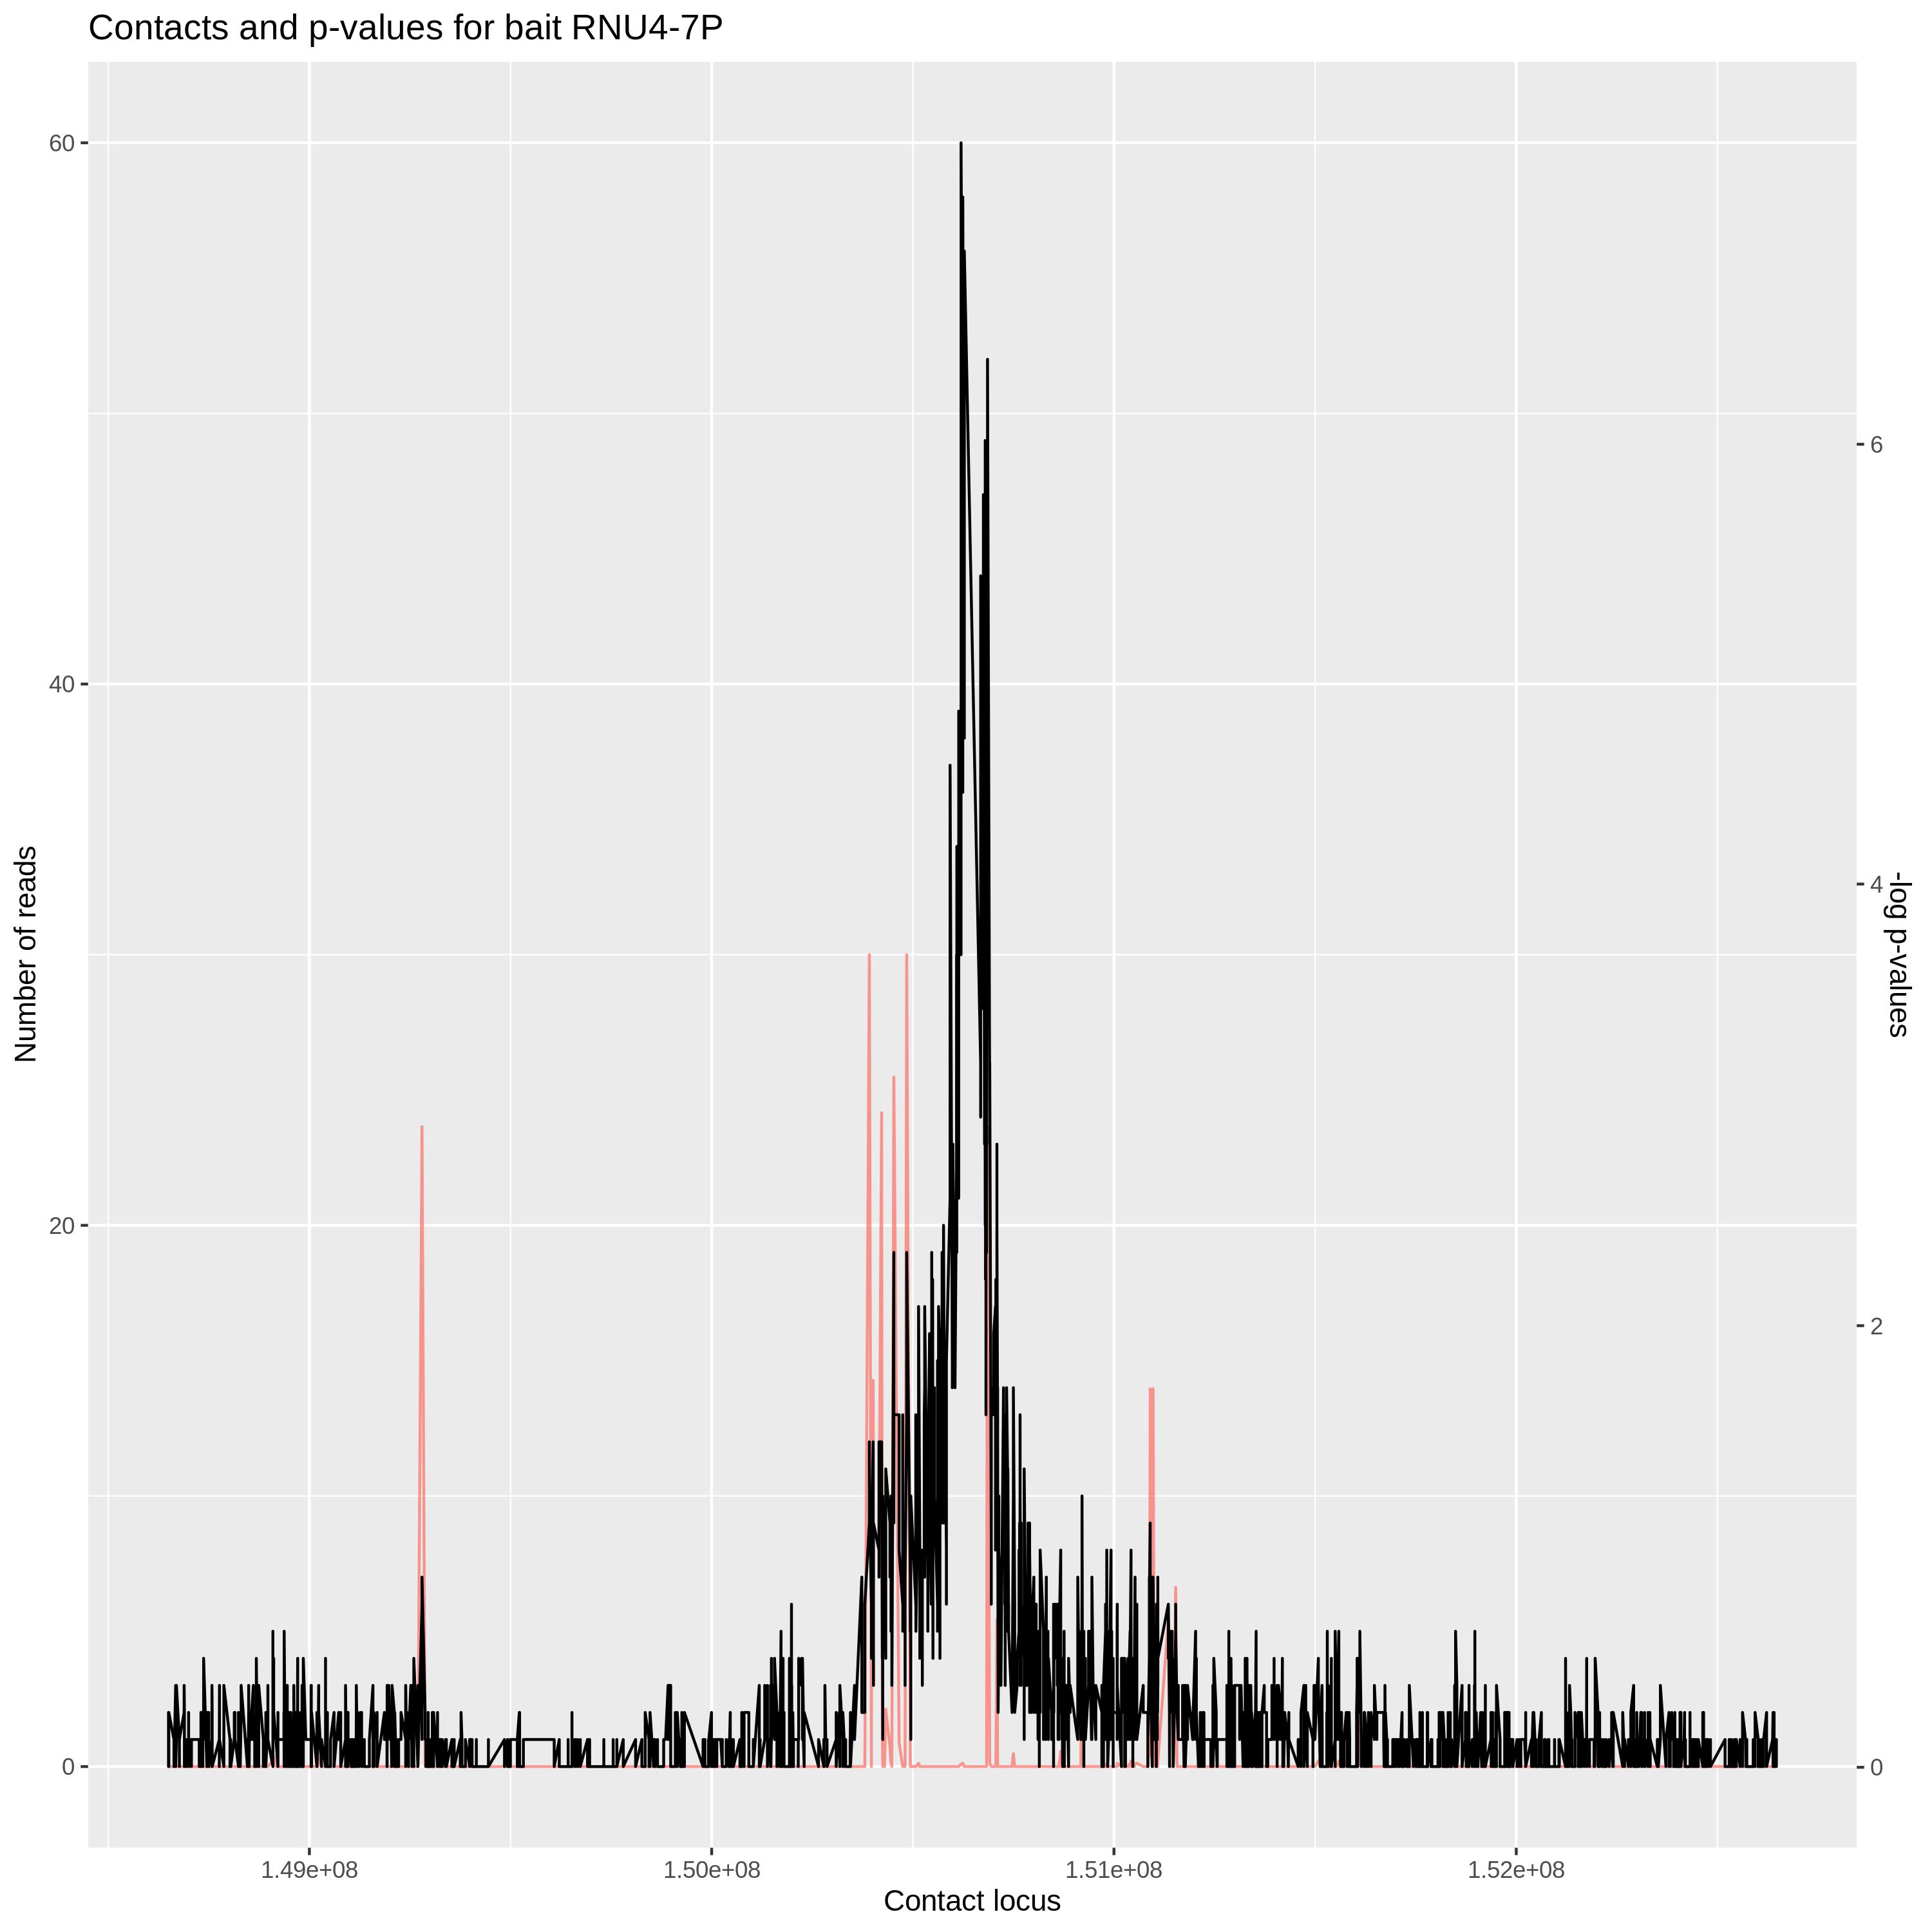 Contacts and p-values for bait RNU4-7P
60
40
20
0
Number of reads
6
4
2
0
-log p-values
1.49e+08
1.50e+08
1.51e+08
1.52e+08
Contact locus